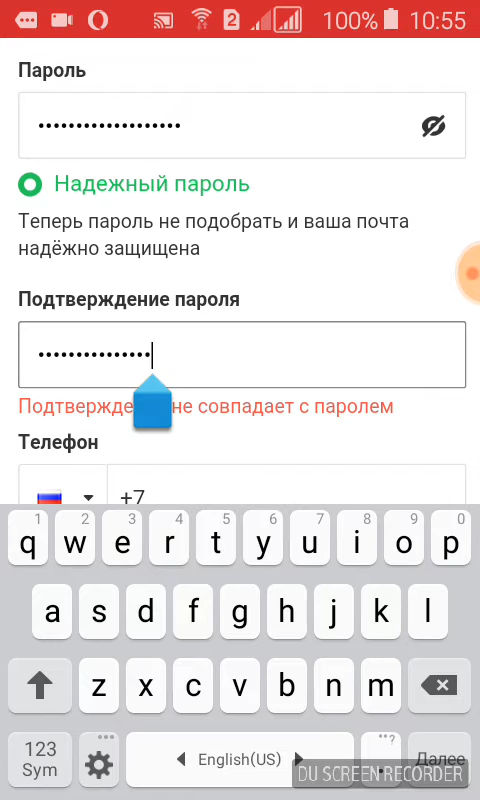 2 100% 10:55
Пароль
•••••••••••••••••••
Надежный пароль
Теперь пароль не подобрать и ваша почта
надёжно защищена
Подтверждение пароля
•••••••••••••••
не совпадает с паролем
Телефон
+7
1 2 3 4 5 6 7 8 9 0
q w e r t y u i o p
a s d f g h j k l
z x c v b n m
123
Sym
English(US)
Далее
DU SCREEN RECORDER